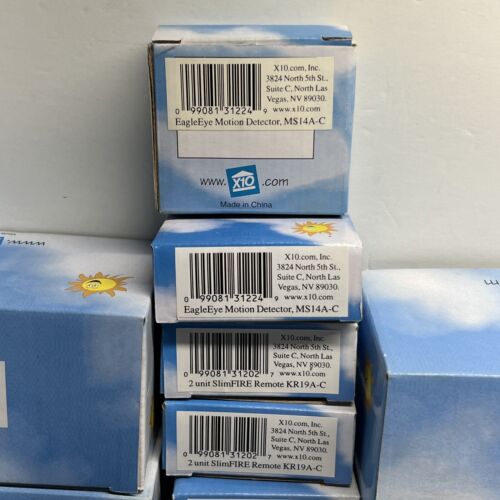 X10.com, Inc.
3824 North 5th St.,
Suite C, North Las
Vegas, NV 89030.
www.x10.com
0 99081 31224 9
EagleEye Motion Detector, MS14A-C
www. X10 .com
Made in China
X10.com, Inc.
3824 North 5th St.,
Suite C, North Las
Vegas, NV 89030.
www.x10.com
0 99081 31224 9
EagleEye Motion Detector, MS14A-C
www.
X10.com, Inc.
3824 North 5th St.,
Suite C, North Las
Vegas, NV 89030.
www.x10.com
0 99081 31202 7
2 unit SlimFIRE Remote KR19A-C
X10.com, Inc.
3824 North 5th St.,
Suite C, North Las
Vegas, NV 89030.
www.x10.com
0 99081 31202 7
2 unit SlimFIRE Remote KR19A-C